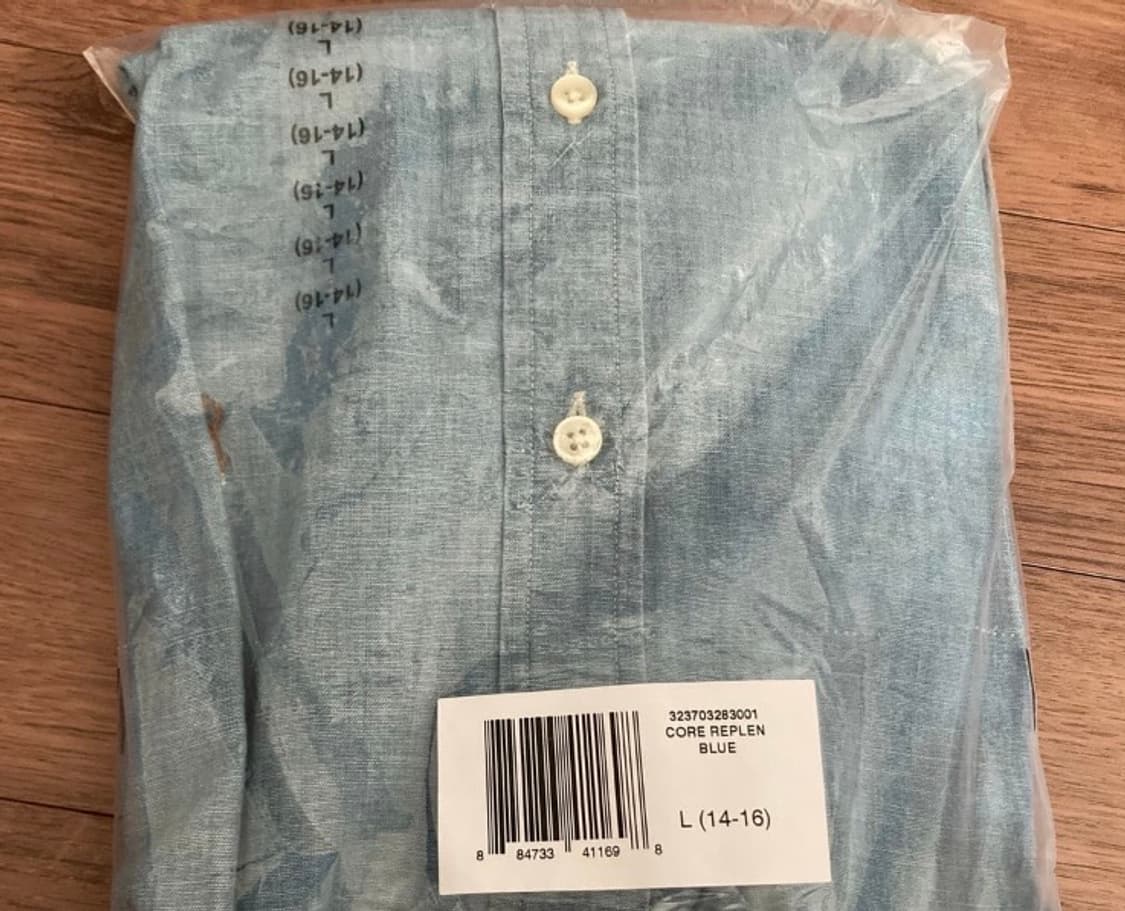 L
(14-16)
L
(14-16)
L
(14-16)
L
(14-16)
L
(14-16)
L
(14-16)
323703283001
CORE REPLEN
BLUE
L (14-16)
8 84733 41169 8